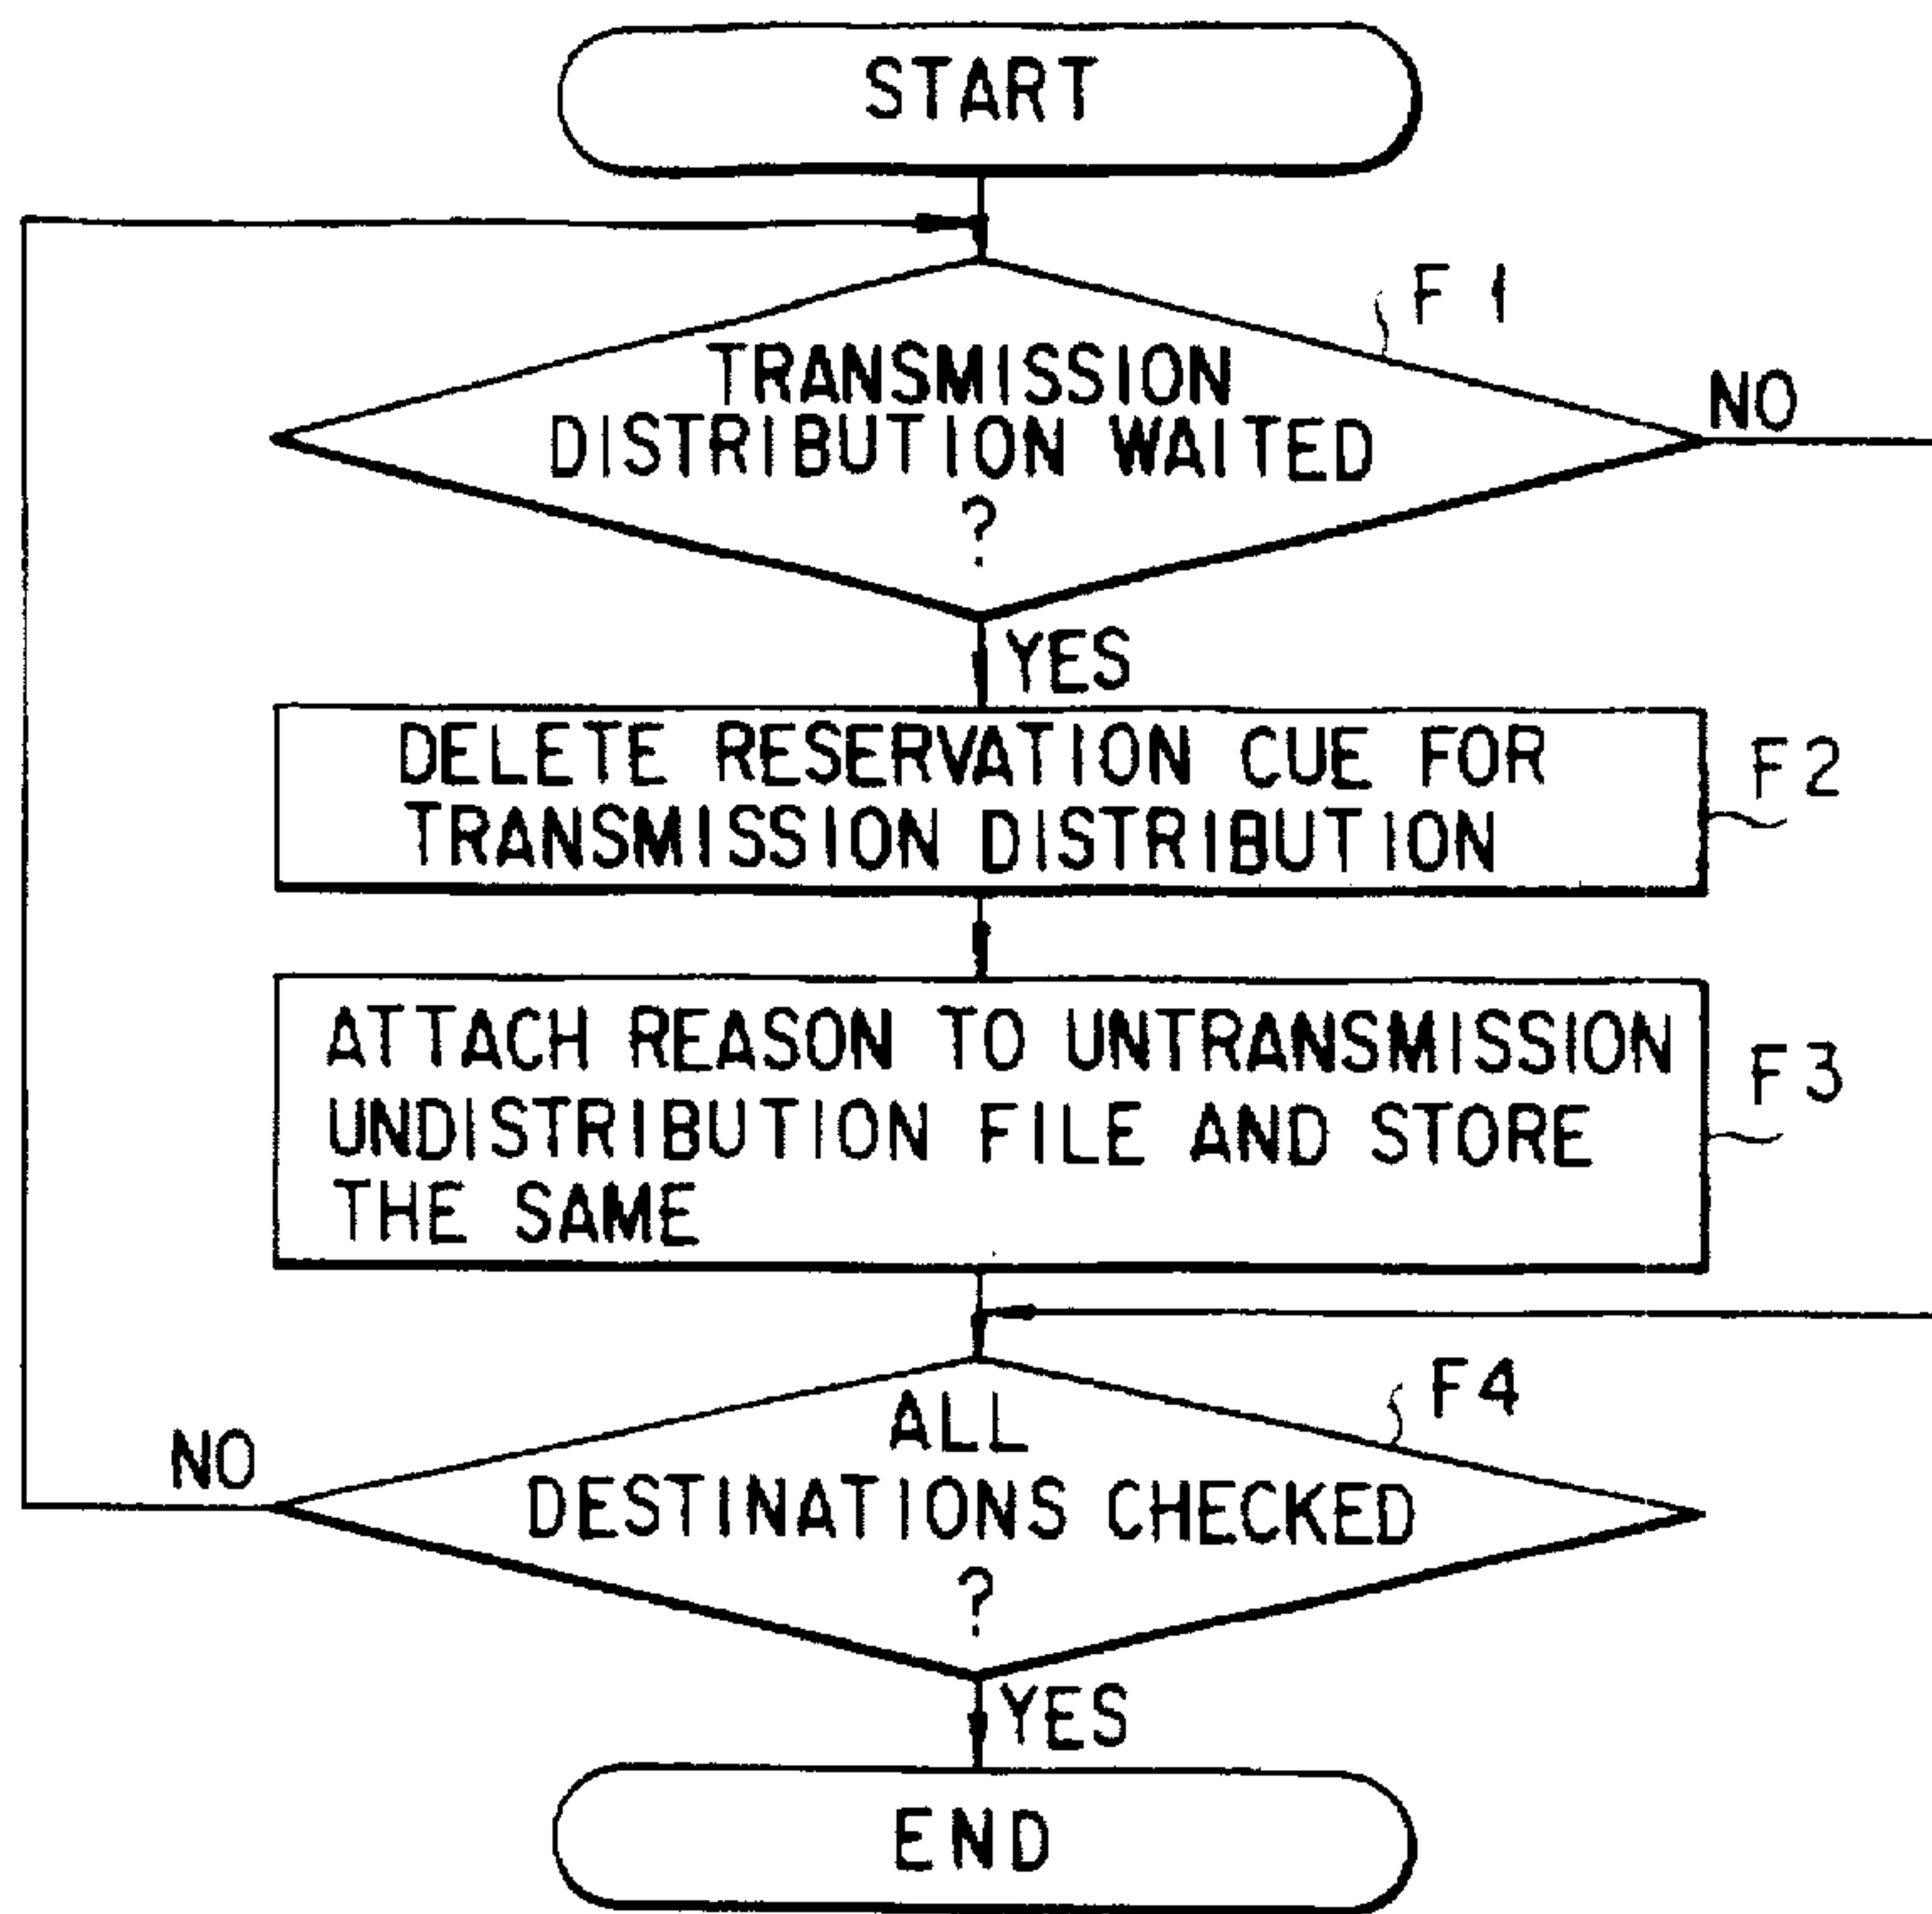 START
F1
TRANSMISSION
DISTRIBUTION WAITED
?
NO
YES
DELETE RESERVATION CUE FOR
TRANSMISSION DISTRIBUTION
F2
ATTACH REASON TO UNTRANSMISSION
UNDISTRIBUTION FILE AND STORE
THE SAME
F3
F4
ALL
DESTINATIONS CHECKED
?
NO
YES
END